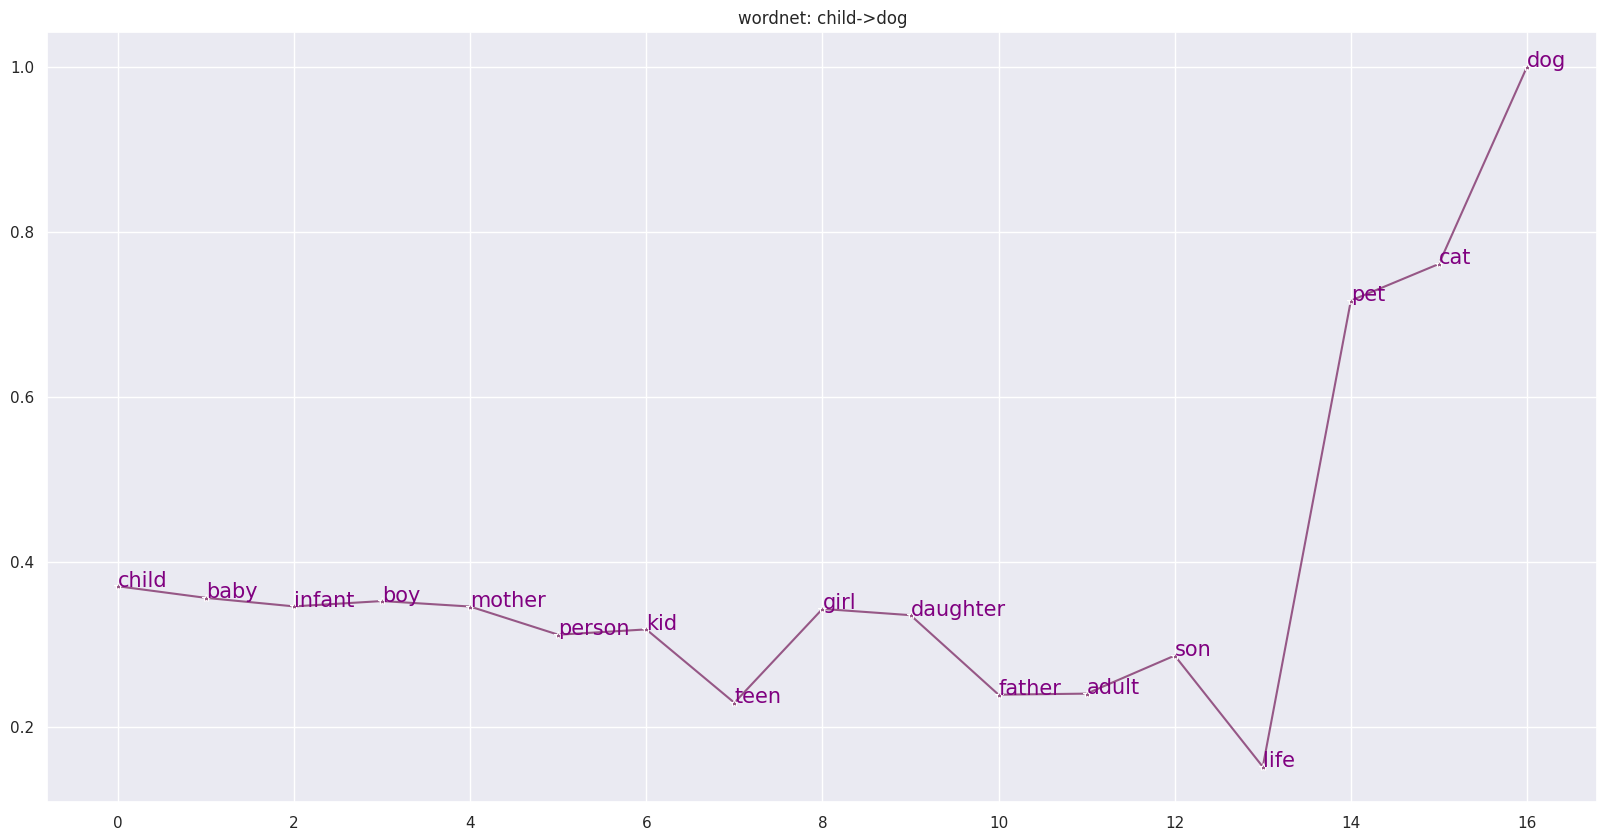 wordnet: child->dog
1.0
0.8
0.6
0.4
0.2
dog
cat
pet
child
baby
infant
boy
mother
person
kid
teen
girl
daughter
father
adult
son
life
0 2 4 6 8 10 12 14 16